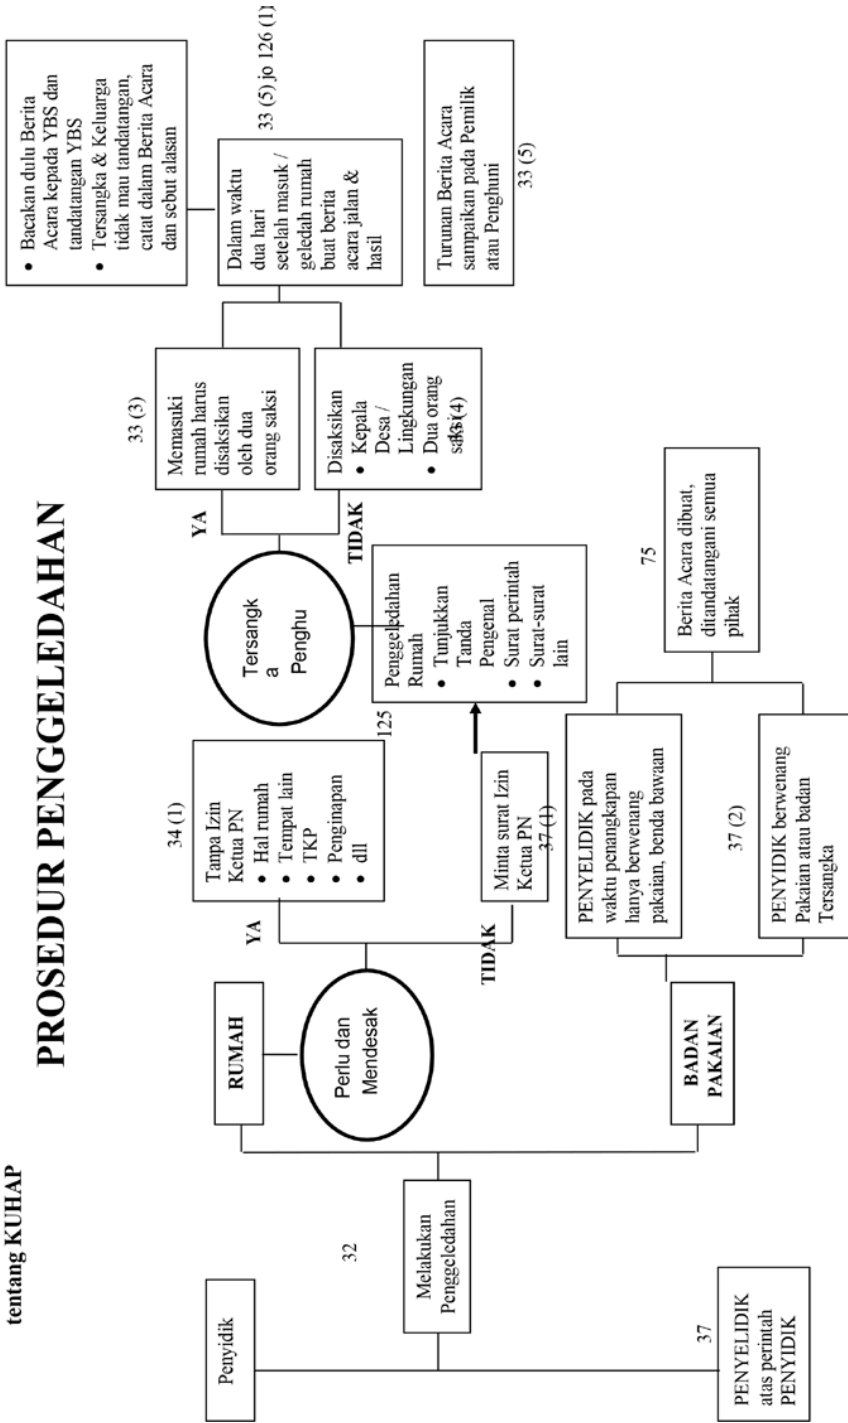 tentang KUHAP
PROSEDUR PENGGELEDAHAN
Penyidik
PENYELIDIK
atas perintah
PENYIDIK
37
32
Melakukan
Penggeledahan
RUMAH
Perlu dan
Mendesak
BADAN
PAKAIAN
YA
TIDAK
34 (1)
Tanpa Izin
Ketua PN
• Hal rumah
• Tempat lain
• TKP
• Penginapan
• dll
Minta surat Izin
Ketua PN
37 (1)
PENYELIDIK pada
waktu penangkapan
hanya berwenang
pakaian, benda bawaan
37 (2)
PENYIDIK berwenang
Pakaian atau badan
Tersangka
125
Penggeledahan
Rumah
• Tunjukkan
Tanda
Pengenal
• Surat perintah
• Surat-surat
lain
Tersangk
a
Penghu
YA
TIDAK
75
Berita Acara dibuat,
ditandatangani semua
pihak
33 (3)
Memasuki
rumah harus
disaksikan
oleh dua
orang saksi
Disaksikan
• Kepala
Desa /
Lingkungan
• Dua orang
saksi
(4)
• Bacakan dulu Berita
Acara kepada YBS dan
tandatangan YBS
• Tersangka & Keluarga
tidak mau tandatangan,
catat dalam Berita Acara
dan sebut alasan
Dalam waktu
dua hari
setelah masuk /
geledah rumah
buat berita
acara jalan &
hasil
33 (5) jo 126 (1)
Turunan Berita Acara
sampaikan pada Pemilik
atau Penghuni
33 (5)